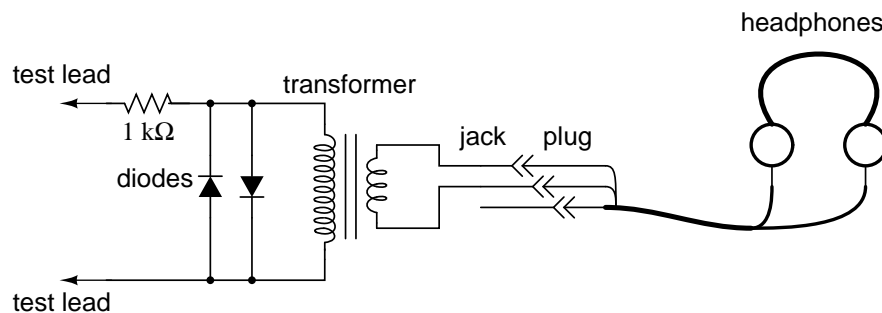 headphones
test lead
transformer
1 kΩ
jack
plug
diodes
test lead